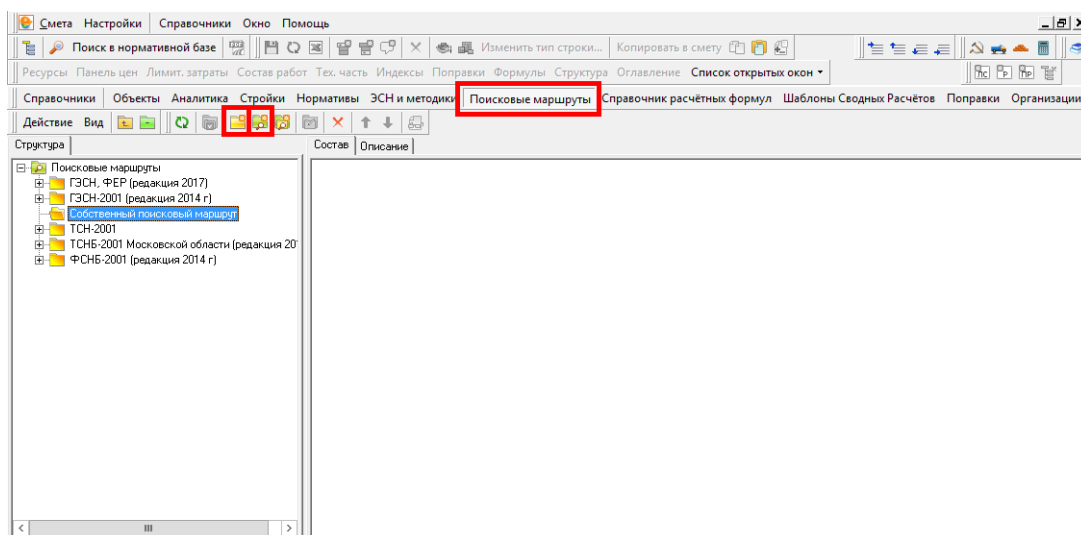 Смета Настройки Справочники Окно Помощь
Поиск в нормативной базе Изменить тип строки... Копировать в смету
Ресурсы Панель цен Лимит. затраты Состав работ Тех. часть Индексы Поправки Формулы Структура Оглавление Список открытых окон
Справочники Объекты Аналитика Стройки Нормативы ЭСН и методики Поисковые маршруты Справочник расчётных формул Шаблоны Сводных Расчётов Поправки Организации
Действие Вид
Структура Состав Описание
Поисковые маршруты
ГЭСН, ФЕР (редакция 2017)
ГЭСН-2001 (редакция 2014 г)
Собственный поисковый маршрут
ТСН-2001
ТСНБ-2001 Московской области (редакция 20
ФСНБ-2001 (редакция 2014 г)